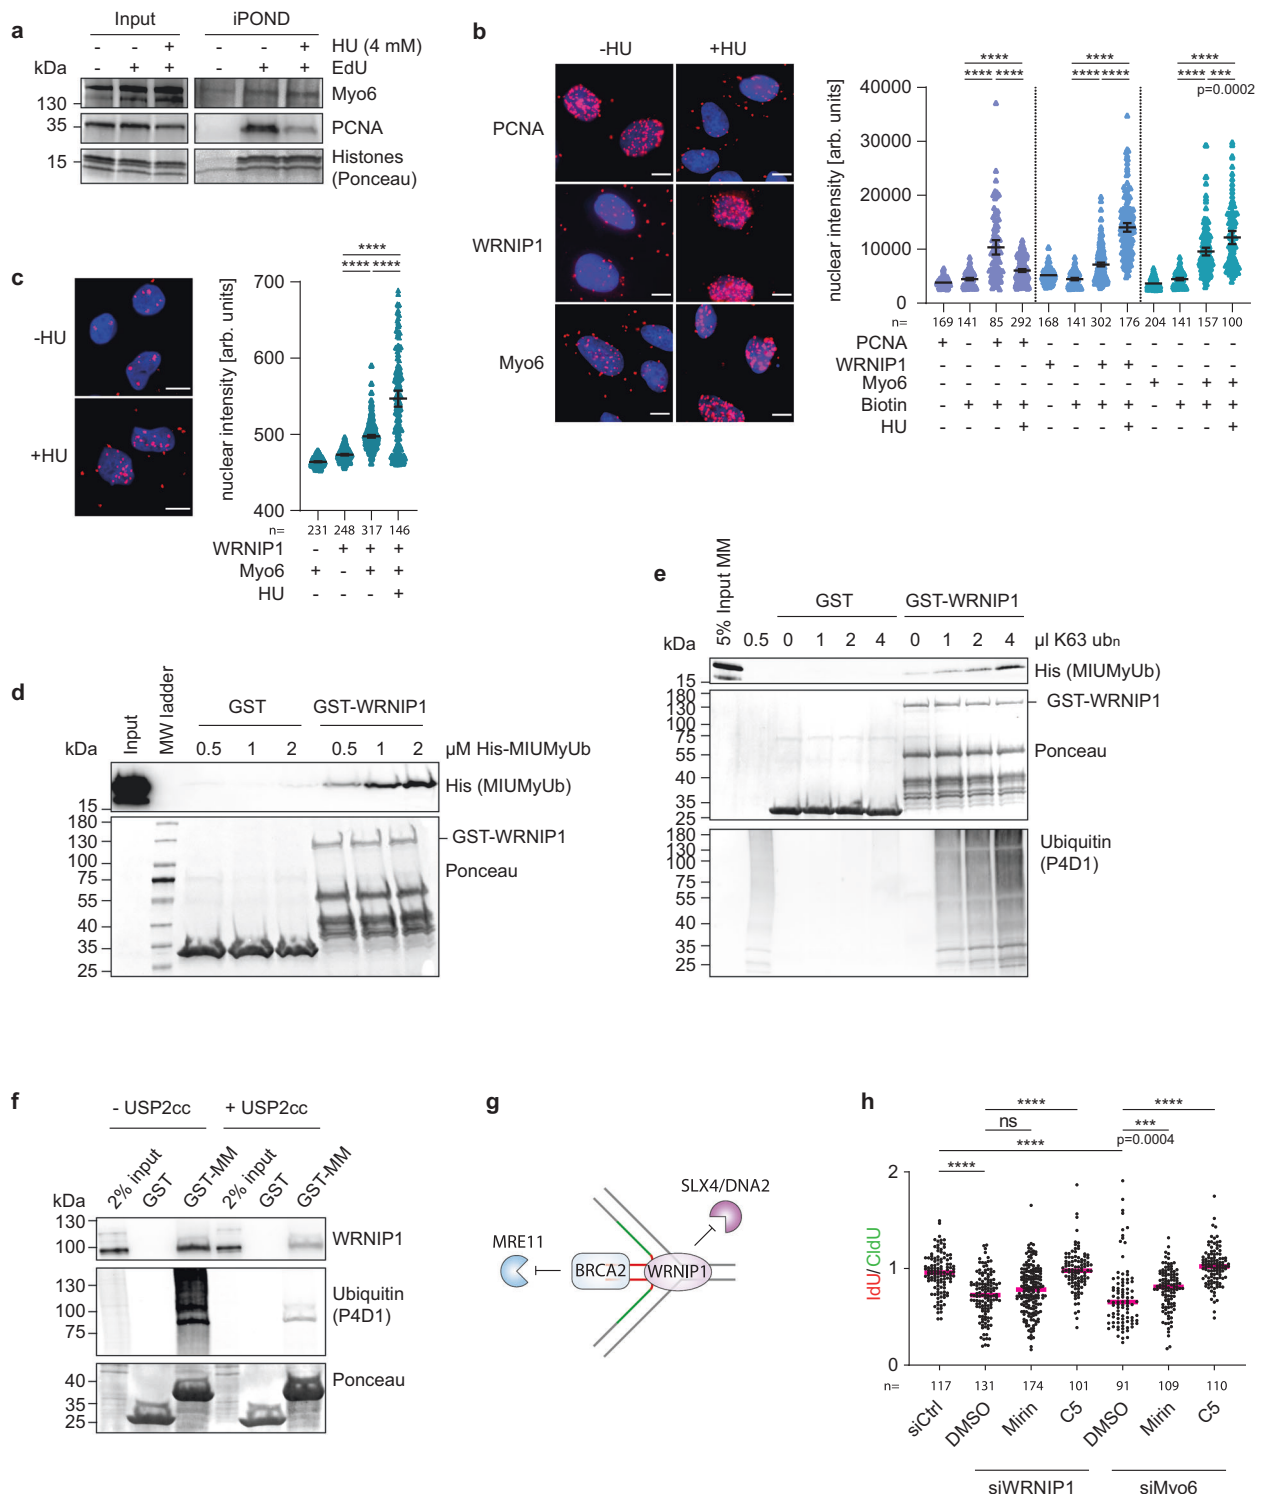 a
Input iPOND
- - + - - + HU (4 mM)
kDa - + + - + + EdU
130 Myo6
35 PCNA
15 Histones
(Ponceau)
b
-HU +HU
PCNA
WRNIP1
Myo6
nuclear intensity [arb. units]
40000
30000
20000
10000
0
**** **** ****
**** **** **** **** **** ***
p=0.0002
n= 169 141 85 292 168 141 302 176 204 141 157 100
PCNA + - + +
WRNIP1 + - + +
Myo6 + - + +
Biotin - + + + - + + + - + + +
HU - - - + - - - + - - - +
c
-HU
+HU
nuclear intensity [arb. units]
700
600
500
400
****
**** ****
n= 231 248 317 146
WRNIP1 - + + +
Myo6 + - + +
HU - - - +
d
kDa Input MW ladder
GST GST-WRNIP1
0.5 1 2 0.5 1 2 µM His-MIUMyUb
15 His (MIUMyUb)
180
130 GST-WRNIP1
100 Ponceau
75
55
40
35
25
e
5% Input MM
GST GST-WRNIP1
kDa 0.5 0 1 2 4 0 1 2 4 µl K63 ubn
15 His (MIUMyUb)
180
130 GST-WRNIP1
100
75
55 Ponceau
40
35
25
180 Ubiquitin
130 (P4D1)
100
75
55
35
25
f
- USP2cc + USP2cc
kDa 2% input GST GST-MM 2% input GST GST-MM
130
100 WRNIP1
130 Ubiquitin
100 (P4D1)
75
40 Ponceau
35
25
g
SLX4/DNA2
MRE11
BRCA2 WRNIP1
h
**** ****
ns ***
**** p=0.0004
****
IdU/CldU
2
1
0
n= 117 131 174 101 91 109 110
siCtrl DMSO Mirin C5 DMSO Mirin C5
siWRNIP1 siMyo6